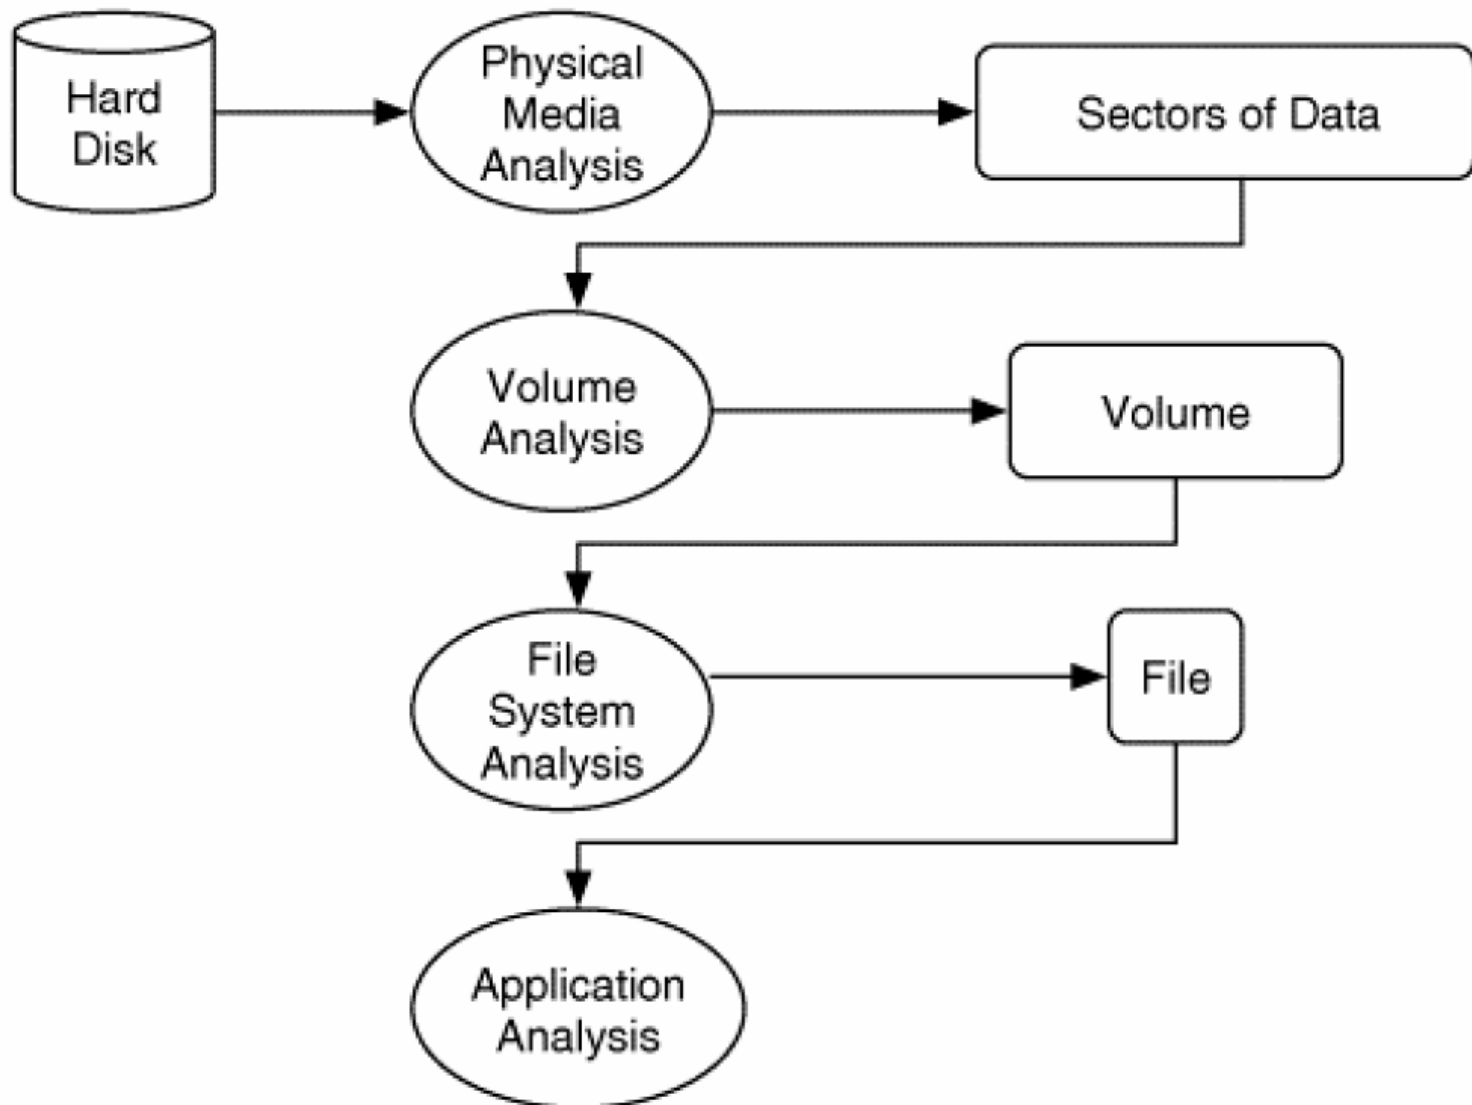 Hard
Disk
Physical
Media
Analysis
Sectors of Data
Volume
Analysis
Volume
File
System
Analysis
File
Application
Analysis